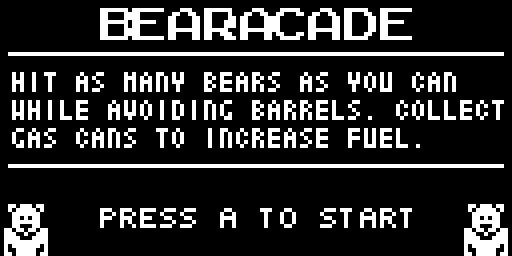 BEARACADE
HIT AS MANY BEARS AS YOU CAN
WHILE AVOIDING BARRELS. COLLECT
GAS CANS TO INCREASE FUEL.
PRESS A TO START